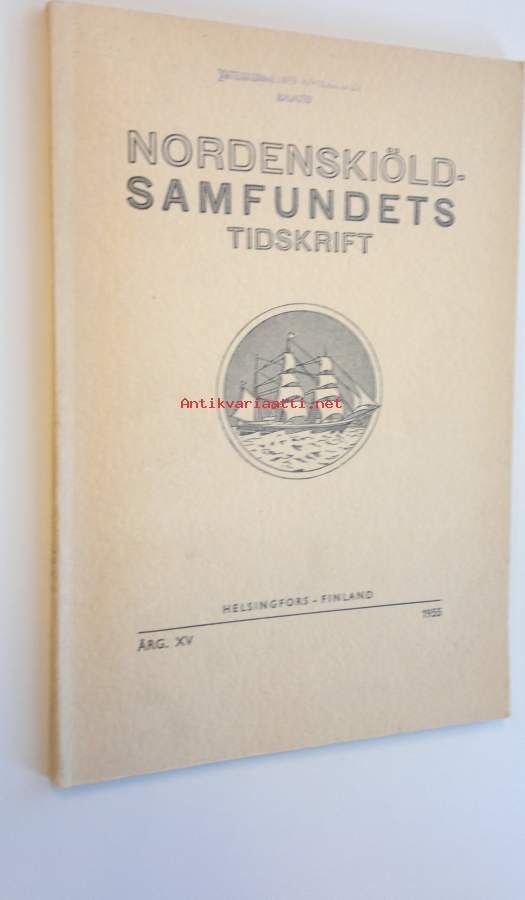 NORDENSKIÖLD-
SAMFUNDETS
TIDSKRIFT
Antikvariaatti.net
HELSINGFORS - FINLAND
ÅRG. XV
1955